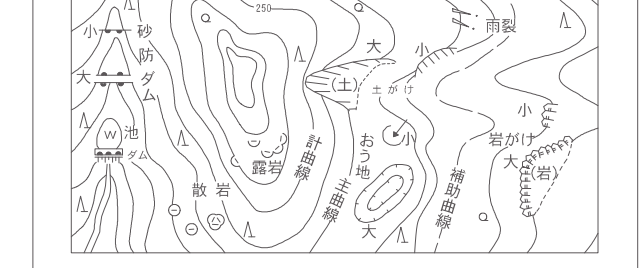 250
小 砂防ダム
大
雨裂
大 (土)
小
土がけ
小
岩がけ
大 (岩)
池
W
ダム
計曲線
おう地
小
大
露岩
散岩
主曲線
補助曲線